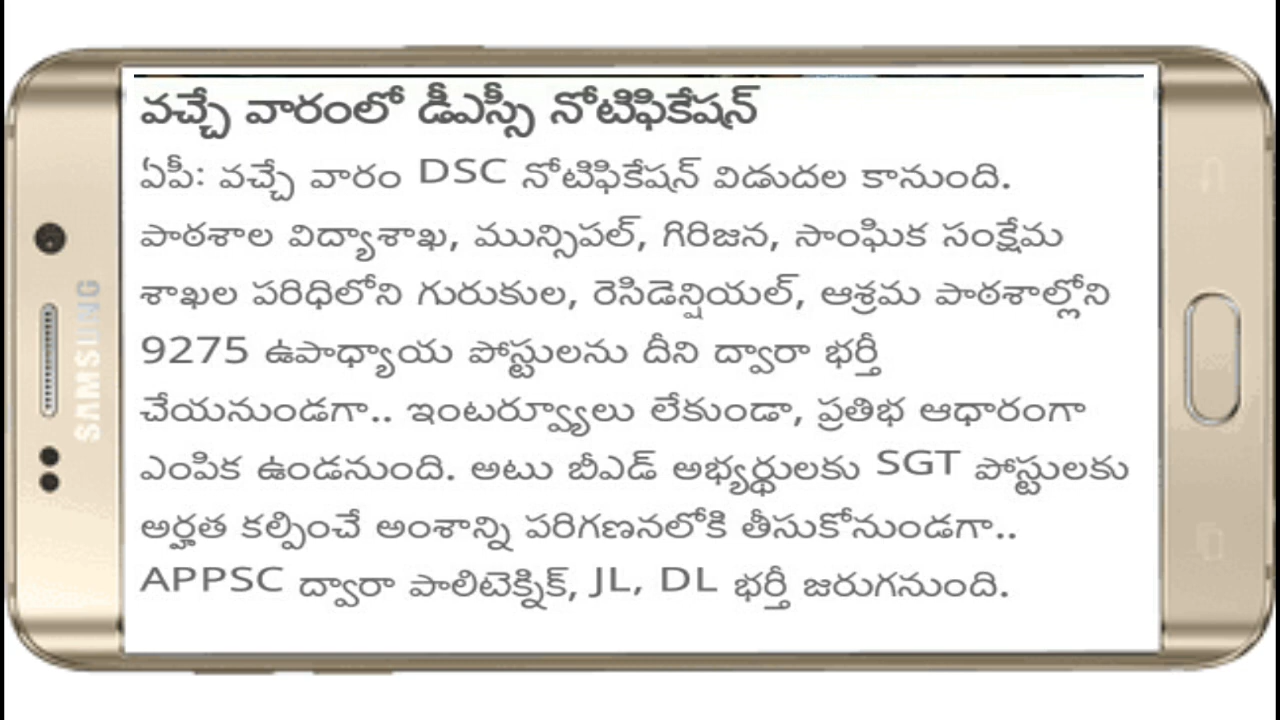 వచ్చే వారంలో డీఎస్సీ నోటిఫికేషన్
ఏపీ: వచ్చే వారం DSC నోటిఫికేషన్ విడుదల కానుంది.
పాఠశాల విద్యాశాఖ, మున్సిపల్, గిరిజన, సాంఘిక సంక్షేమ
శాఖల పరిధిలోని గురుకుల, రెసిడెన్షియల్, ఆశ్రమ పాఠశాల్లోని
9275 ఉపాధ్యాయ పోస్టులను దీని ద్వారా భర్తీ
చేయనుండగా.. ఇంటర్వ్యూలు లేకుండా, ప్రతిభ ఆధారంగా
ఎంపిక ఉండనుంది. అటు బీఎడ్ అభ్యర్థులకు SGT పోస్టులకు
అర్హత కల్పించే అంశాన్ని పరిగణనలోకి తీసుకోనుండగా..
APPSC ద్వారా పాలిటెక్నిక్, JL, DL భర్తీ జరుగనుంది.
SAMSUNG